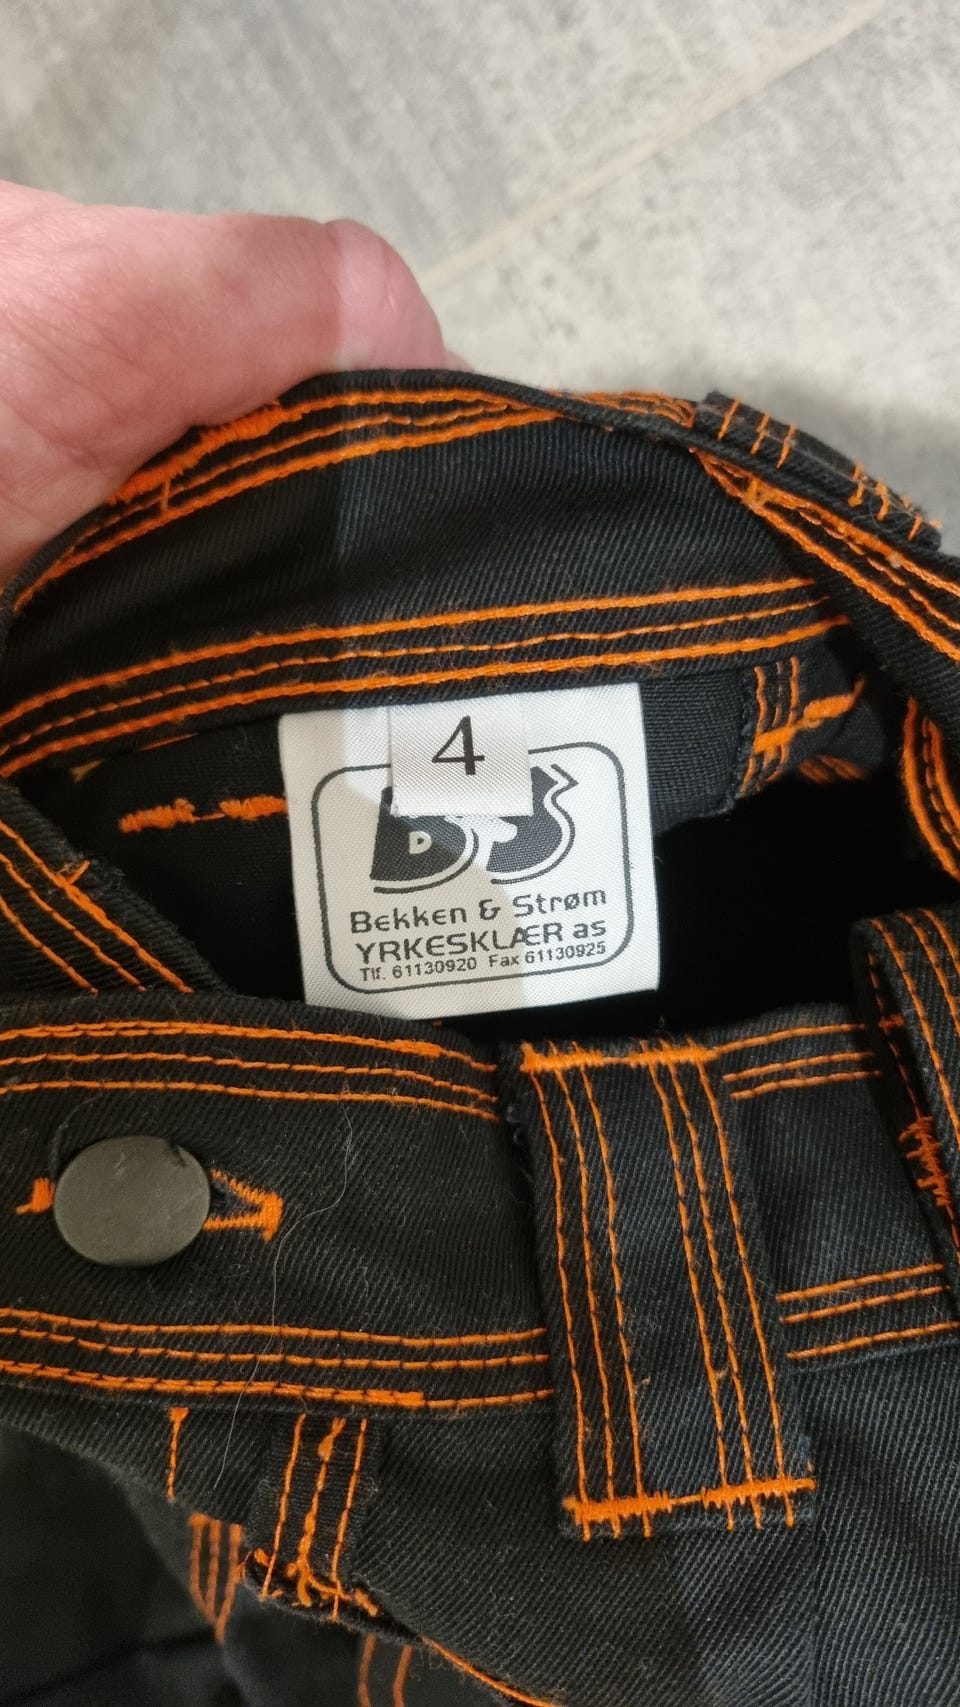 4
D
Bekken & Strøm
YRKESKLÆR as
Tlf. 61130920 Fax 61130925